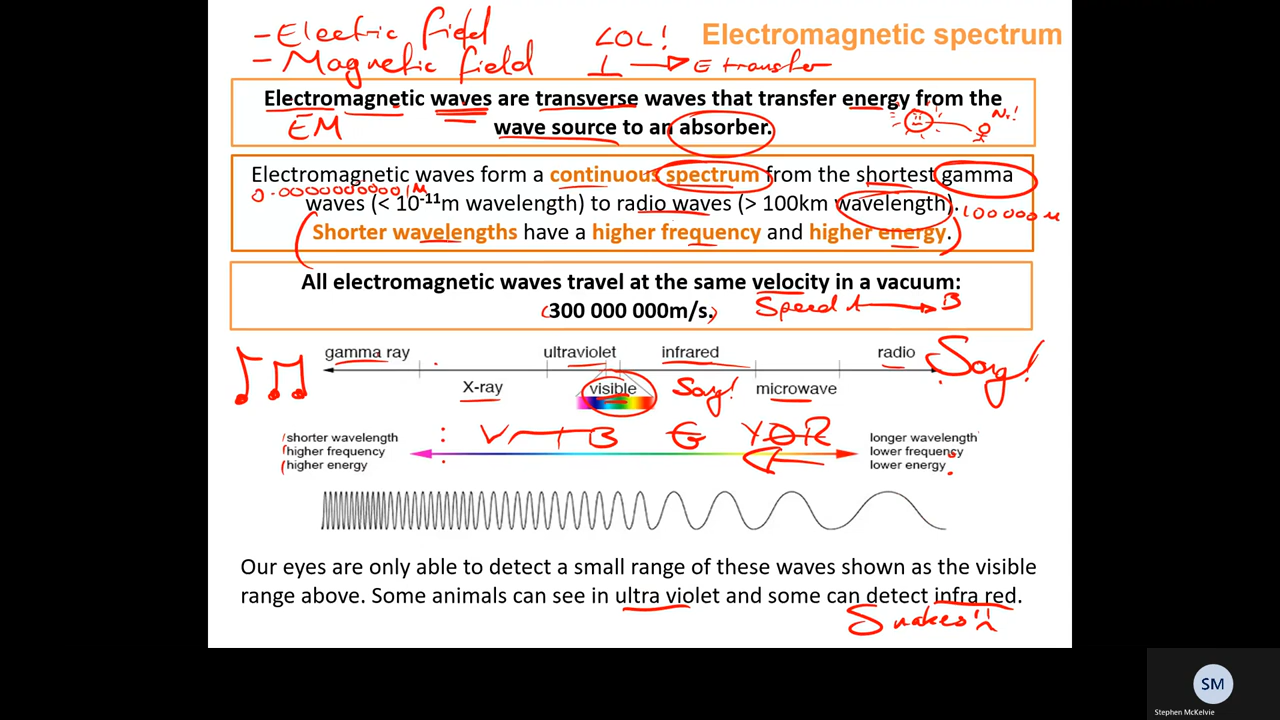 - Electric field
LOL!
Electromagnetic spectrum
- Magnetic field
⊥ → E transfer
Electromagnetic waves are transverse waves that transfer energy from the
EM
wave source to an absorber.
N.!
Electromagnetic waves form a continuous spectrum from the shortest gamma
0.00000000001m
waves (< 10⁻¹¹m wavelength) to radio waves (> 100km wavelength).
100000m
Shorter wavelengths have a higher frequency and higher energy.
All electromagnetic waves travel at the same velocity in a vacuum:
(300 000 000m/s.)
Speed A → B
gamma ray
ultraviolet
infrared
radio
Song!
X-ray
visible
Song!
microwave
V I B G Y O R
shorter wavelength
higher frequency
higher energy
longer wavelength
lower frequency
lower energy
Our eyes are only able to detect a small range of these waves shown as the visible
range above. Some animals can see in ultra violet and some can detect infra red.
Snakes
SM
Stephen McKelvie